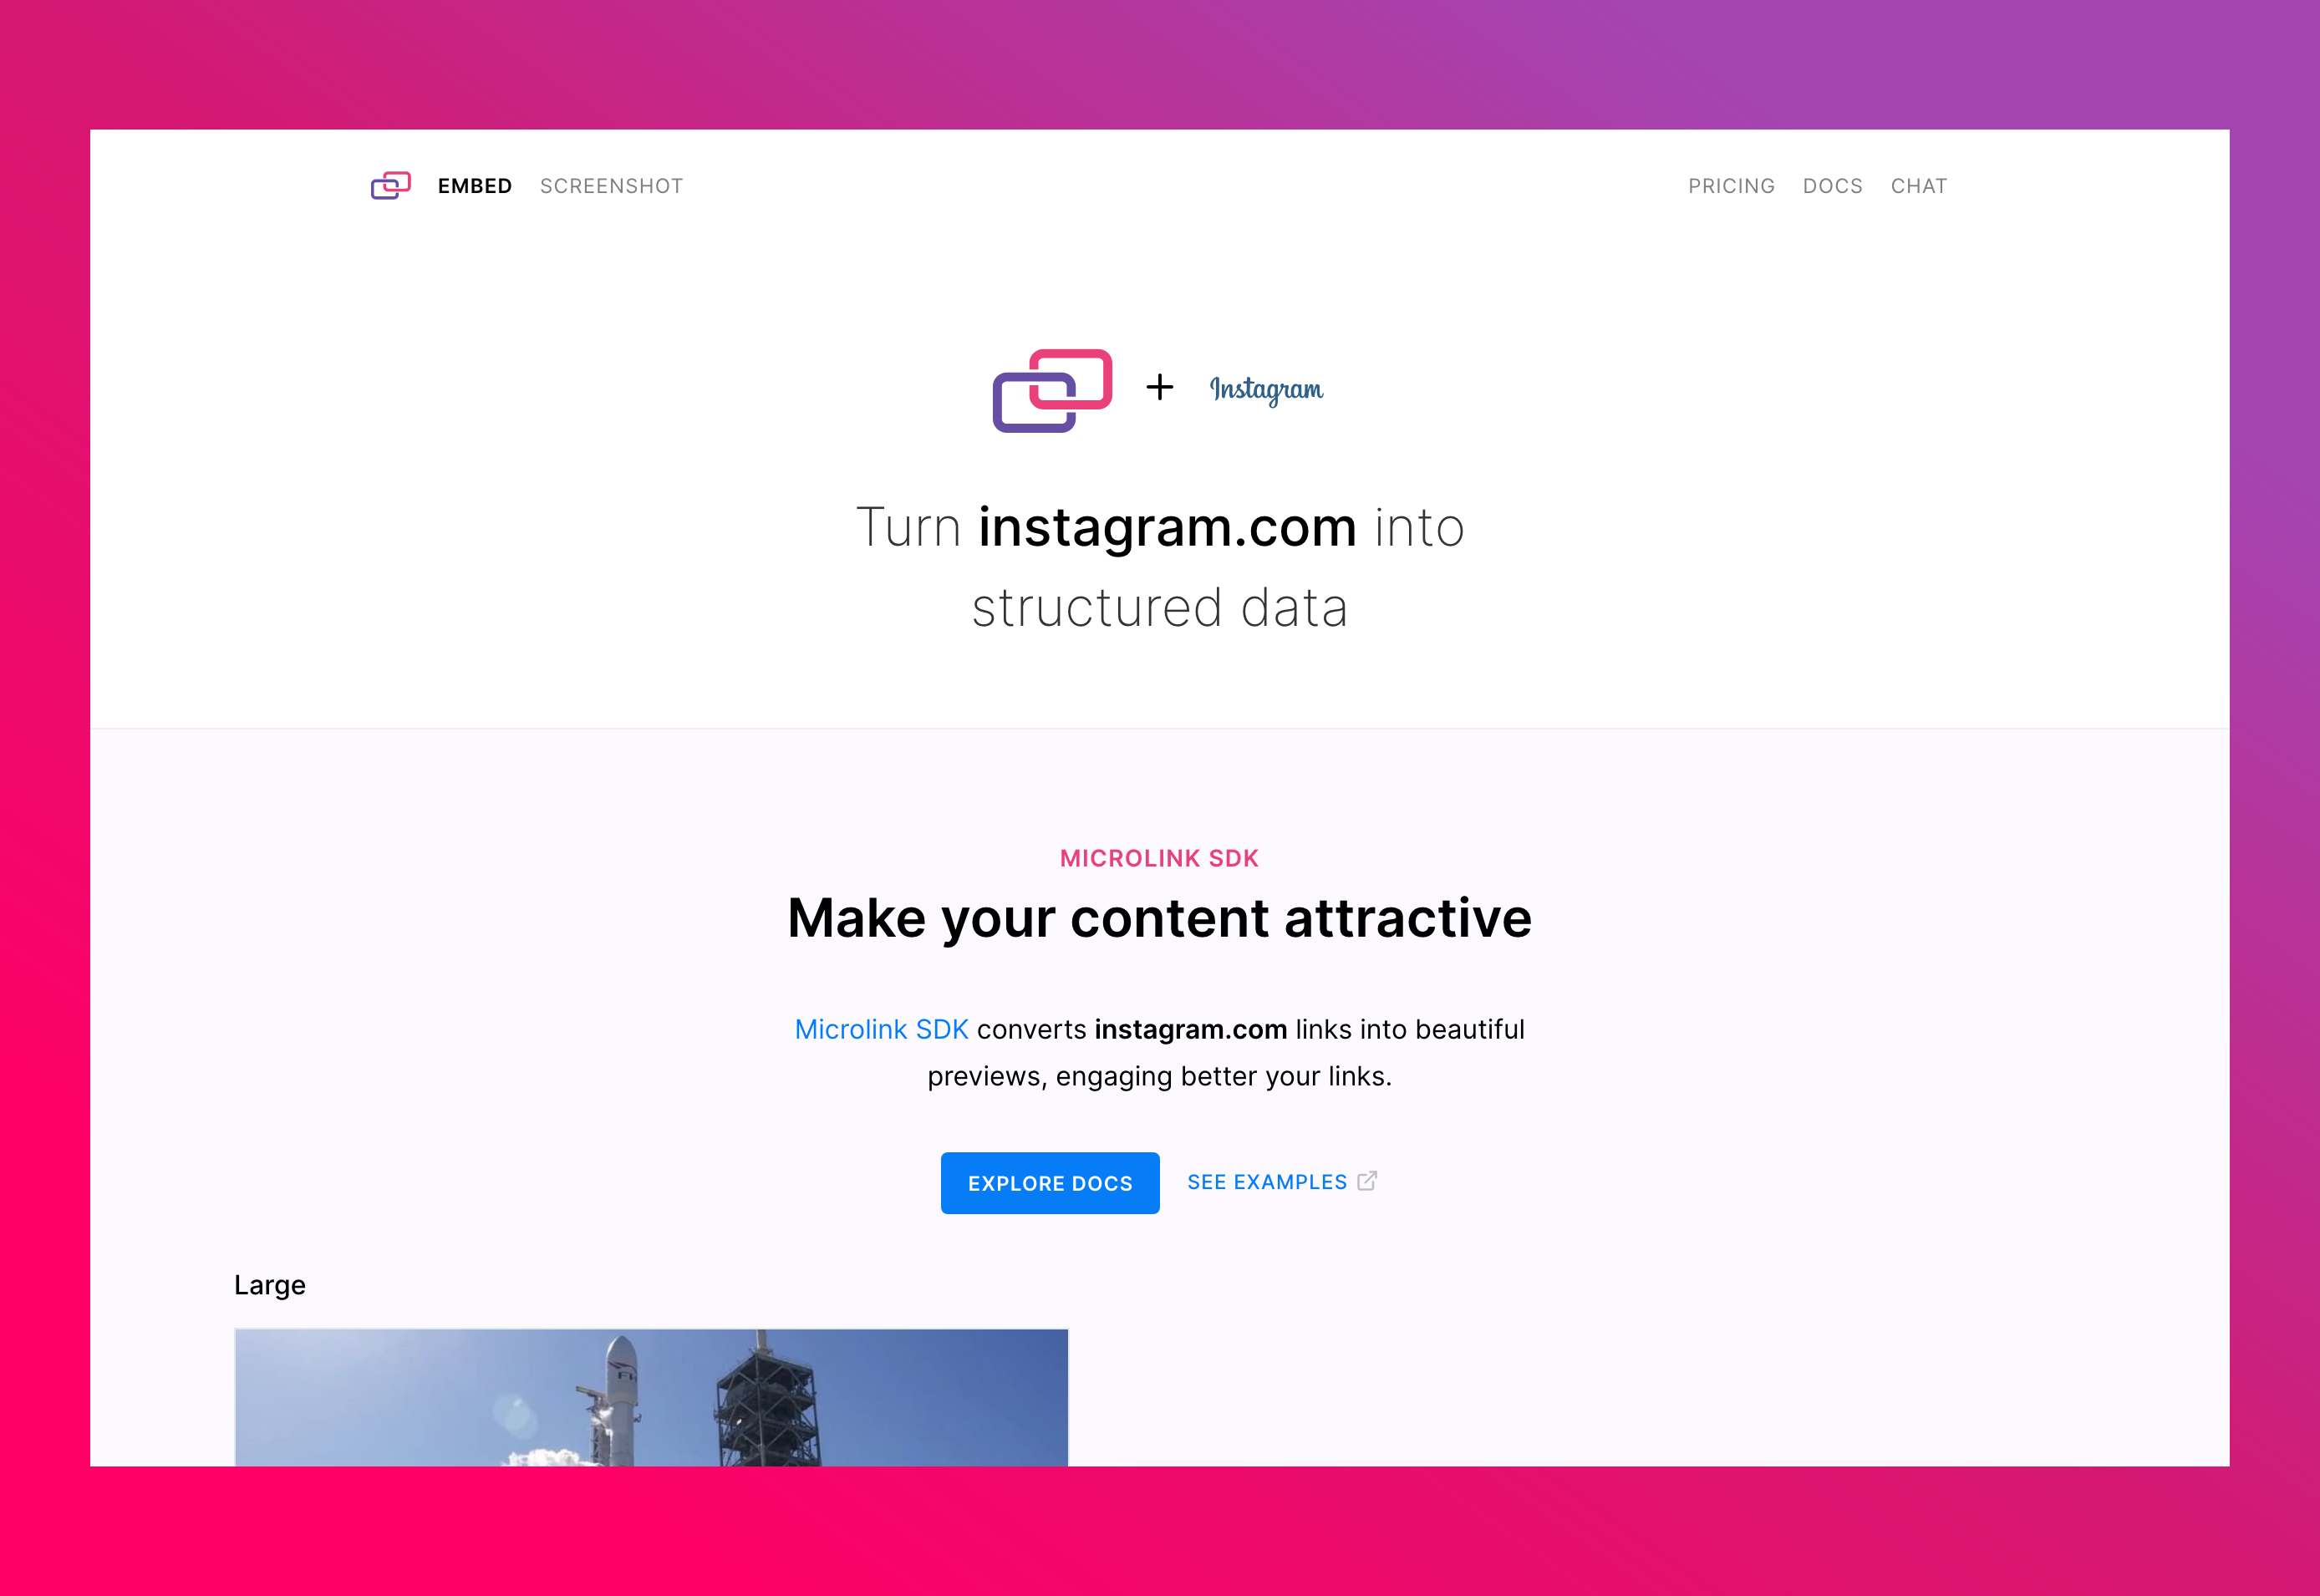 EMBED SCREENSHOT PRICING DOCS CHAT
Instagram
Turn instagram.com into
structured data
MICROLINK SDK
Make your content attractive
Microlink SDK converts instagram.com links into beautiful
previews, engaging better your links.
EXPLORE DOCS SEE EXAMPLES
Large